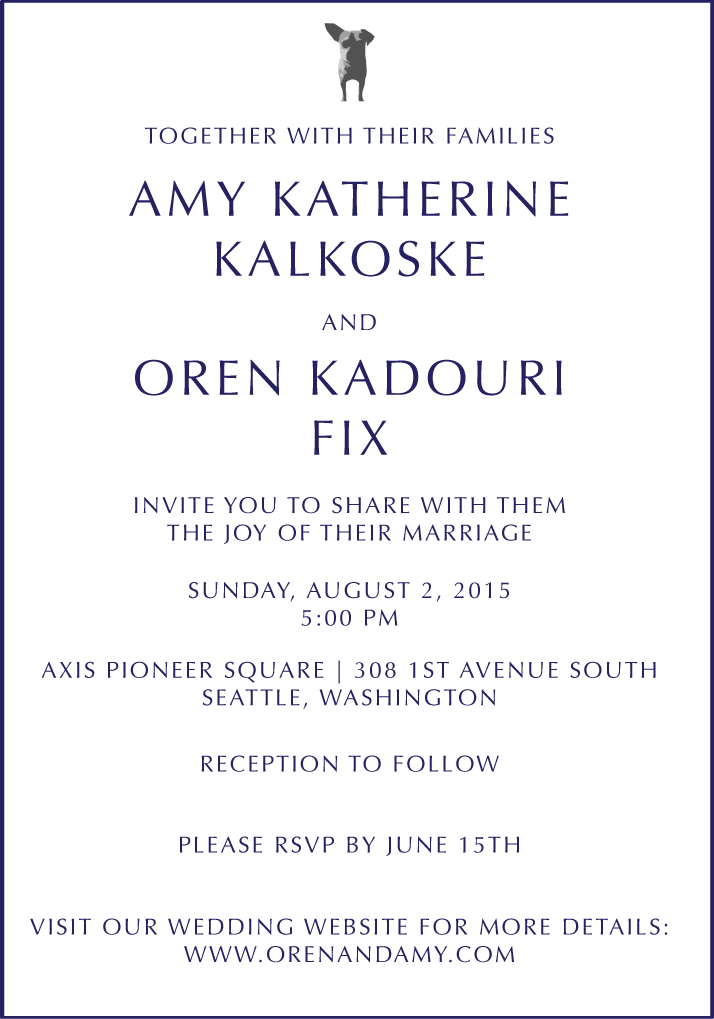 TOGETHER WITH THEIR FAMILIES
AMY KATHERINE
KALKOSKE
AND
OREN KADOURI
FIX
INVITE YOU TO SHARE WITH THEM
THE JOY OF THEIR MARRIAGE
SUNDAY, AUGUST 2, 2015
5:00 PM
AXIS PIONEER SQUARE | 308 1ST AVENUE SOUTH
SEATTLE, WASHINGTON
RECEPTION TO FOLLOW
PLEASE RSVP BY JUNE 15TH
VISIT OUR WEDDING WEBSITE FOR MORE DETAILS:
WWW.ORENANDAMY.COM